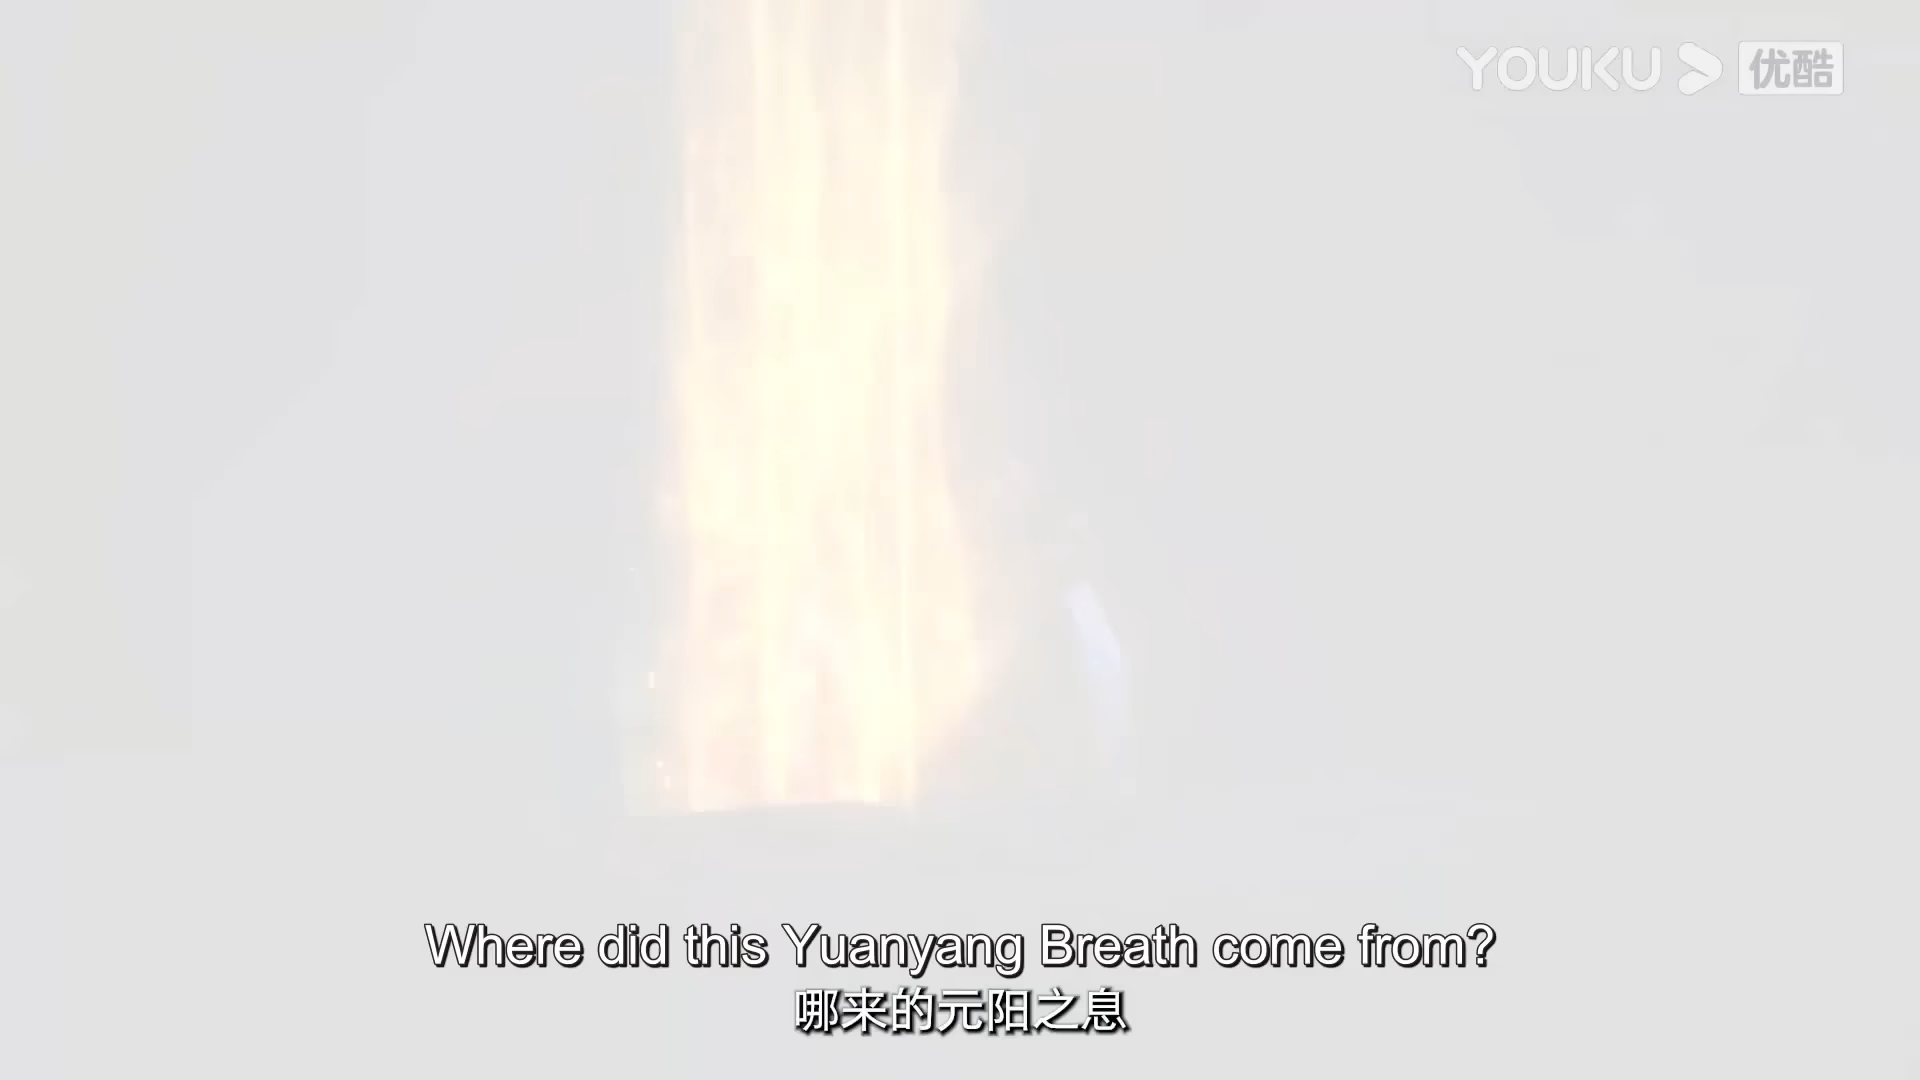 YOUKU 优酷
Where did this Yuanyang Breath come from?
哪来的元阳之息